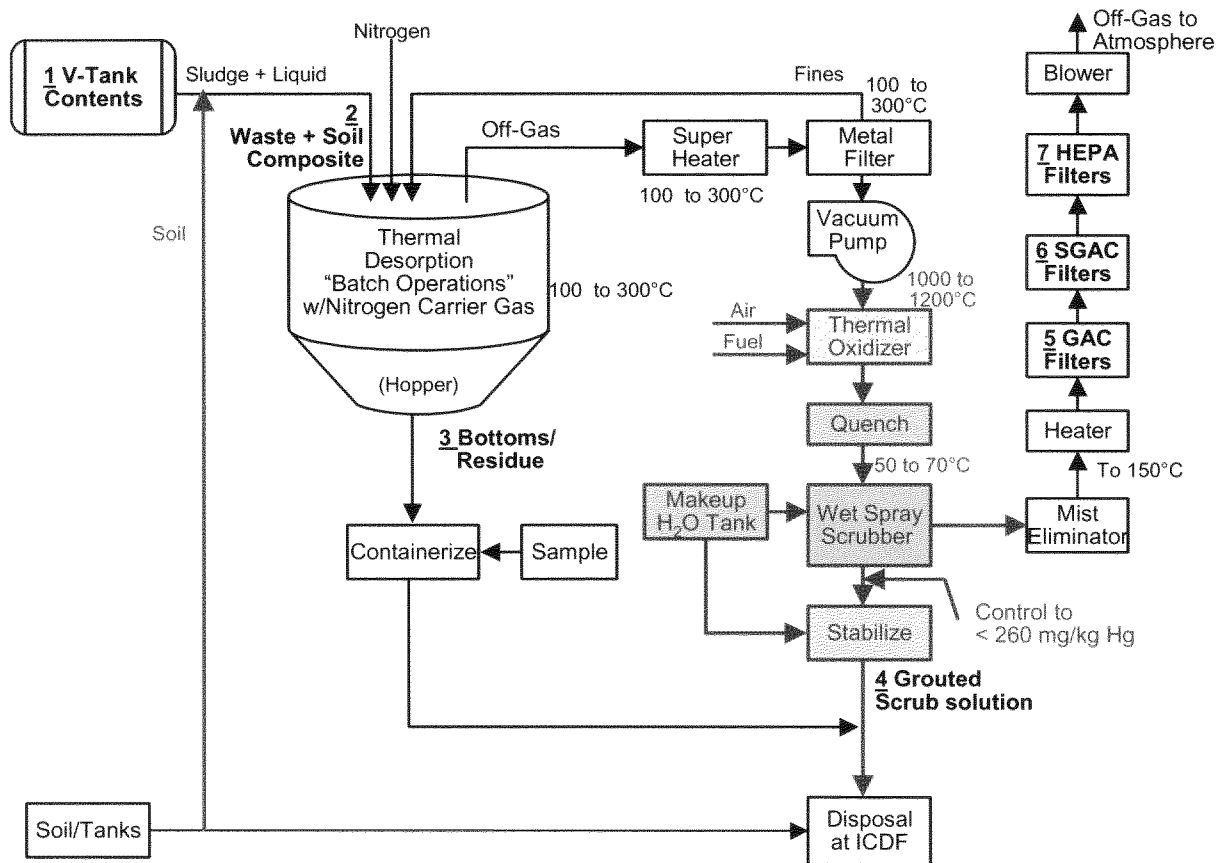 Nitrogen
1 V-Tank
Contents
Sludge + Liquid
2
Waste + Soil
Composite
Off-Gas
Fines
100 to
300°C
Super
Heater
100 to 300°C
Metal
Filter
Vacuum
Pump
Soil
Thermal
Desorption
“Batch Operations”
w/Nitrogen Carrier Gas
100 to 300°C
(Hopper)
1000 to
1200°C
Air
Fuel
Thermal
Oxidizer
Quench
50 to 70°C
3 Bottoms/
Residue
Makeup
H2O Tank
Wet Spray
Scrubber
Containerize
Sample
Control to
< 260 mg/kg Hg
Stabilize
4 Grouted
Scrub solution
Soil/Tanks
Disposal
at ICDF
Off-Gas to
Atmosphere
Blower
7 HEPA
Filters
6 SGAC
Filters
5 GAC
Filters
Heater
To 150°C
Mist
Eliminator